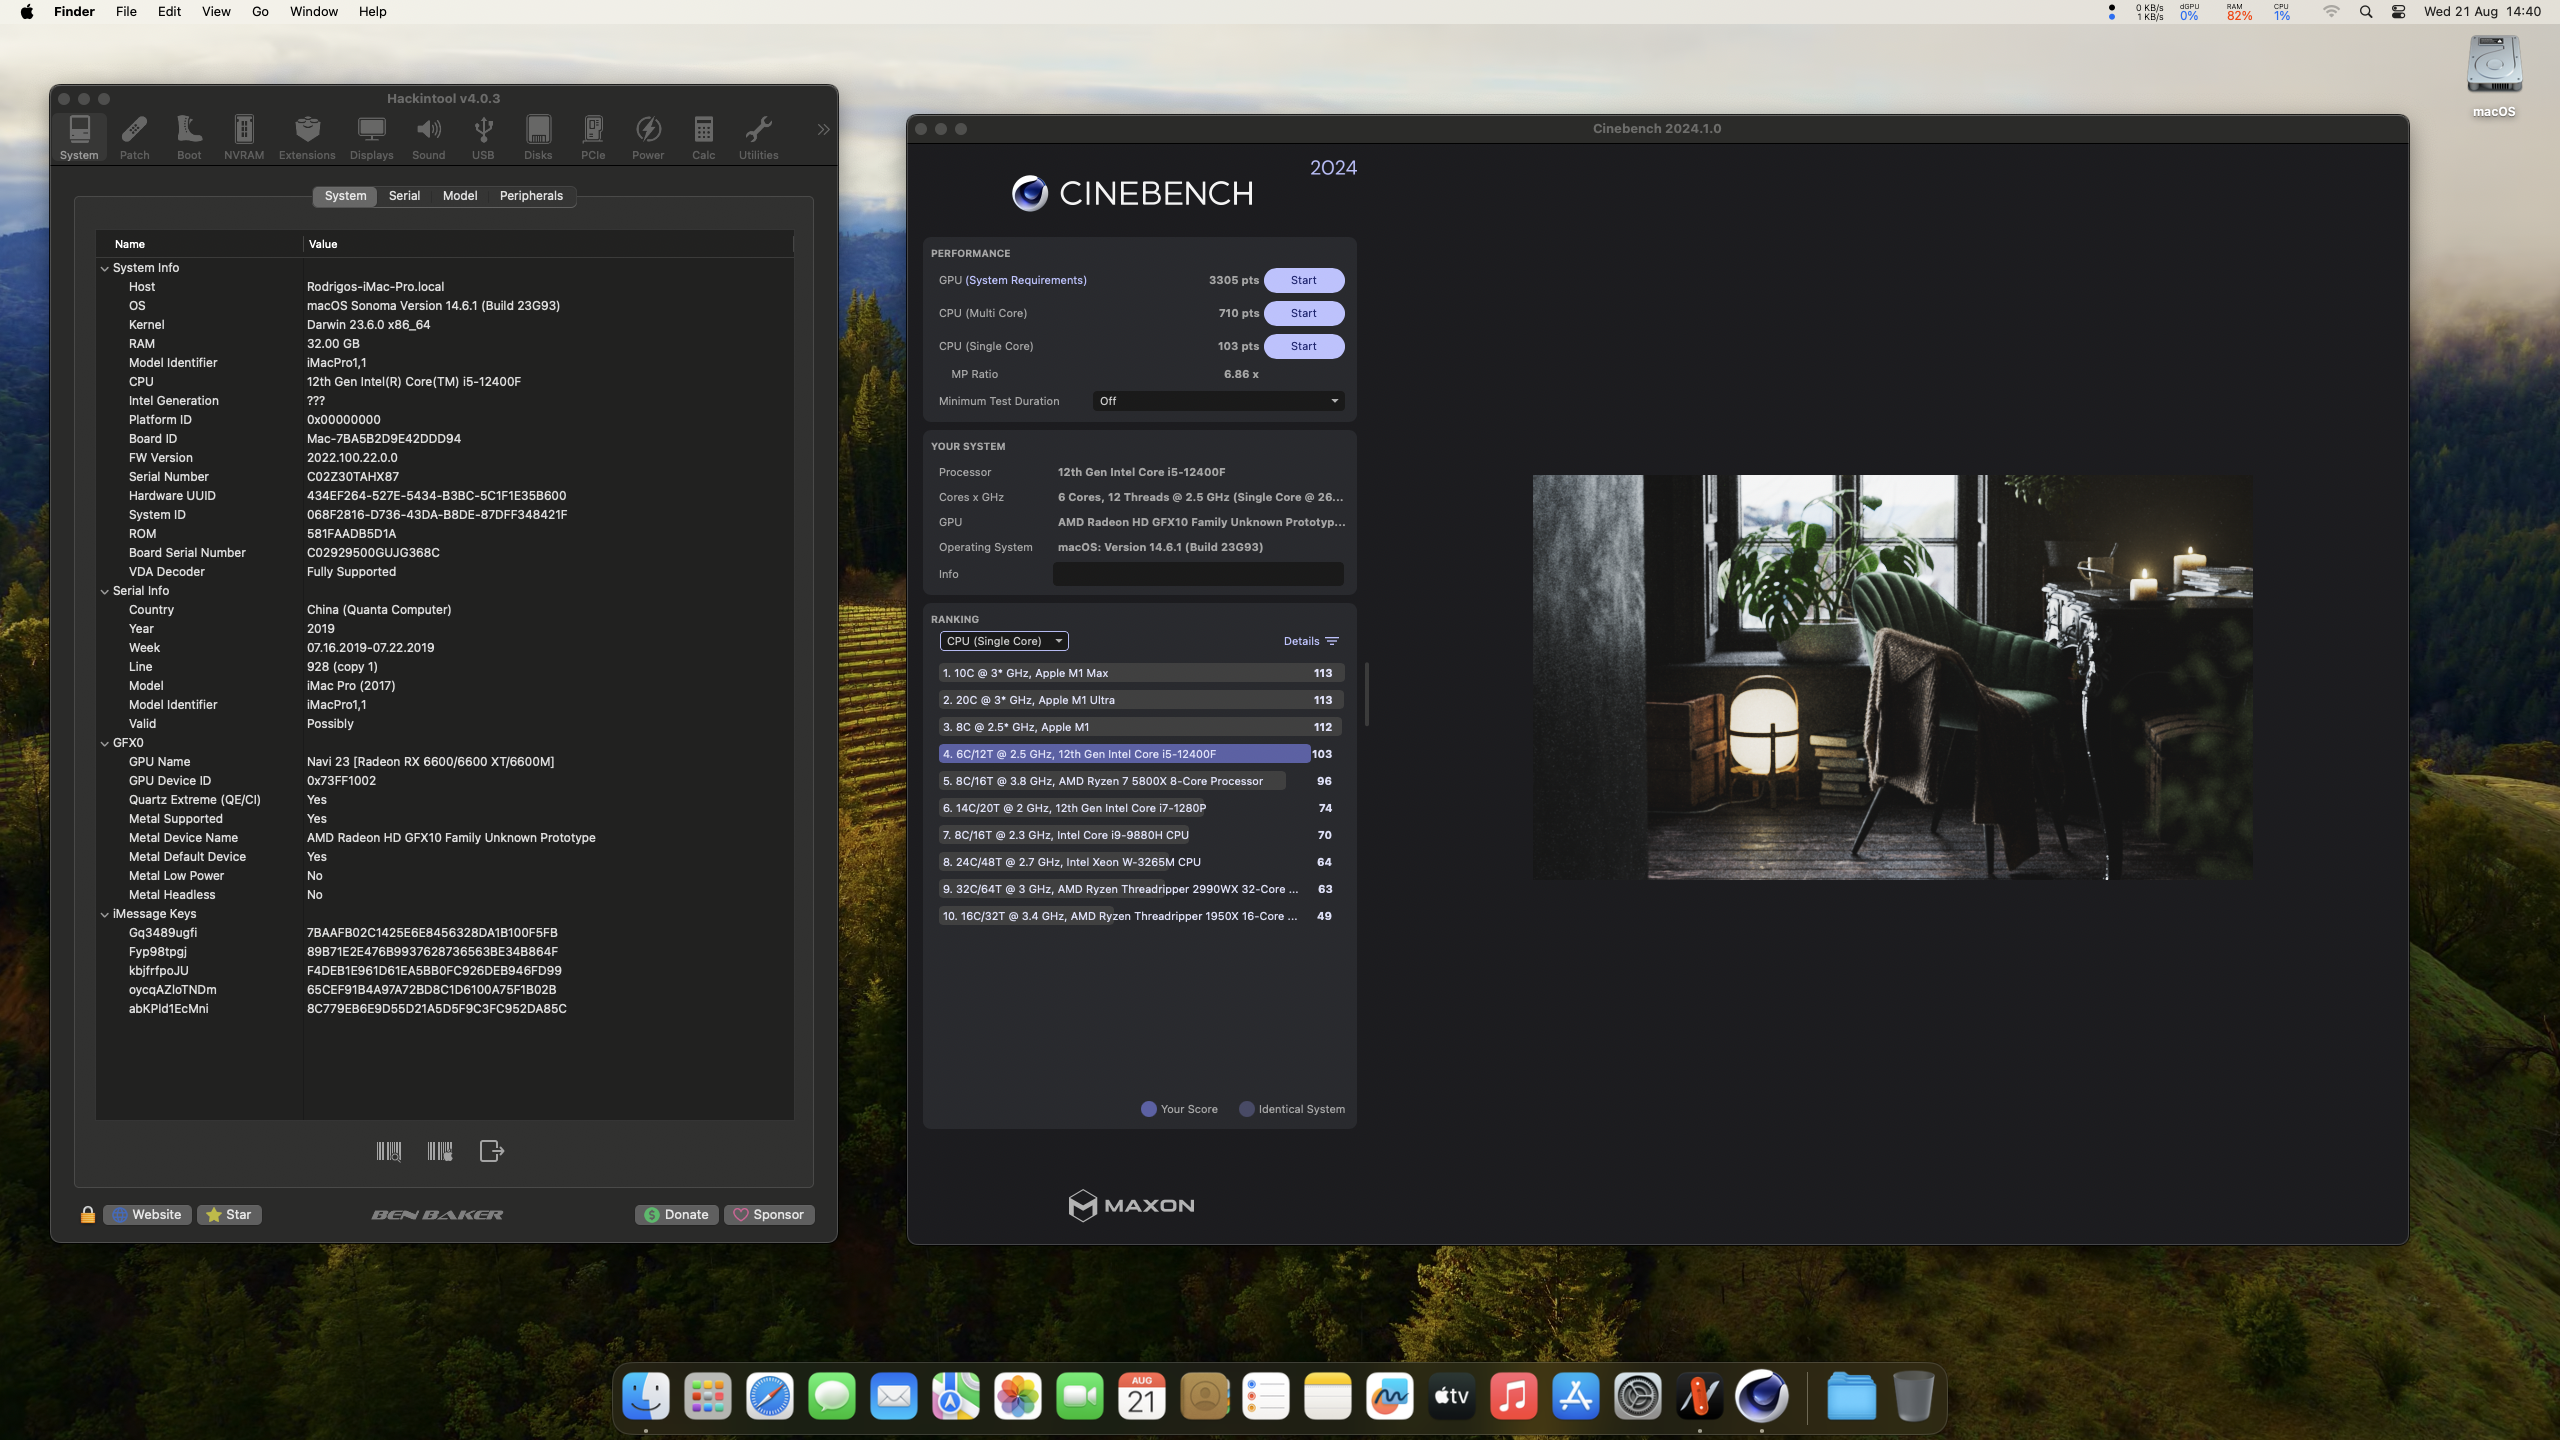 Finder File Edit View Go Window Help
0 KB/s
1 KB/s
dGPU
0%
RAM
82%
CPU
1%
Wed 21 Aug 14:40
macOS
Hackintool v4.0.3
System Patch Boot NVRAM Extensions Displays Sound USB Disks PCIe Power Calc Utilities
System Serial Model Peripherals
Name Value
System Info
Host Rodrigos-iMac-Pro.local
OS macOS Sonoma Version 14.6.1 (Build 23G93)
Kernel Darwin 23.6.0 x86_64
RAM 32.00 GB
Model Identifier iMacPro1,1
CPU 12th Gen Intel(R) Core(TM) i5-12400F
Intel Generation ???
Platform ID 0x00000000
Board ID Mac-7BA5B2D9E42DDD94
FW Version 2022.100.22.0.0
Serial Number C02Z30TAHX87
Hardware UUID 434EF264-527E-5434-B3BC-5C1F1E35B600
System ID 068F2816-D736-43DA-B8DE-87DFF348421F
ROM 581FAADB5D1A
Board Serial Number C02929500GUJG368C
VDA Decoder Fully Supported
Serial Info
Country China (Quanta Computer)
Year 2019
Week 07.16.2019-07.22.2019
Line 928 (copy 1)
Model iMac Pro (2017)
Model Identifier iMacPro1,1
Valid Possibly
GFX0
GPU Name Navi 23 [Radeon RX 6600/6600 XT/6600M]
GPU Device ID 0x73FF1002
Quartz Extreme (QE/CI) Yes
Metal Supported Yes
Metal Device Name AMD Radeon HD GFX10 Family Unknown Prototype
Metal Default Device Yes
Metal Low Power No
Metal Headless No
iMessage Keys
Gq3489ugfi 7BAAFB02C1425E6E8456328DA1B100F5FB
Fyp98tpgj 89B71E2E476B9937628736563BE34B864F
kbjfrfpoJU F4DEB1E961D61EA5BB0FC926DEB946FD99
oycqAZloTNDm 65CEF91B4A97A72BD8C1D6100A75F1B02B
abKPld1EcMni 8C779EB6E9D55D21A5D5F9C3FC952DA85C
Website Star BEN BAKER Donate Sponsor
Cinebench 2024.1.0
2024
CINEBENCH
PERFORMANCE
GPU (System Requirements) 3305 pts Start
CPU (Multi Core) 710 pts Start
CPU (Single Core) 103 pts Start
MP Ratio 6.86 x
Minimum Test Duration Off
YOUR SYSTEM
Processor 12th Gen Intel Core i5-12400F
Cores x GHz 6 Cores, 12 Threads @ 2.5 GHz (Single Core @ 26...
GPU AMD Radeon HD GFX10 Family Unknown Prototyp...
Operating System macOS: Version 14.6.1 (Build 23G93)
Info
RANKING
CPU (Single Core) Details
1. 10C @ 3* GHz, Apple M1 Max 113
2. 20C @ 3* GHz, Apple M1 Ultra 113
3. 8C @ 2.5* GHz, Apple M1 112
4. 6C/12T @ 2.5 GHz, 12th Gen Intel Core i5-12400F 103
5. 8C/16T @ 3.8 GHz, AMD Ryzen 7 5800X 8-Core Processor 96
6. 14C/20T @ 2 GHz, 12th Gen Intel Core i7-1280P 74
7. 8C/16T @ 2.3 GHz, Intel Core i9-9880H CPU 70
8. 24C/48T @ 2.7 GHz, Intel Xeon W-3265M CPU 64
9. 32C/64T @ 3 GHz, AMD Ryzen Threadripper 2990WX 32-Core ... 63
10. 16C/32T @ 3.4 GHz, AMD Ryzen Threadripper 1950X 16-Core ... 49
Your Score Identical System
MAXON
AUG
21
tv